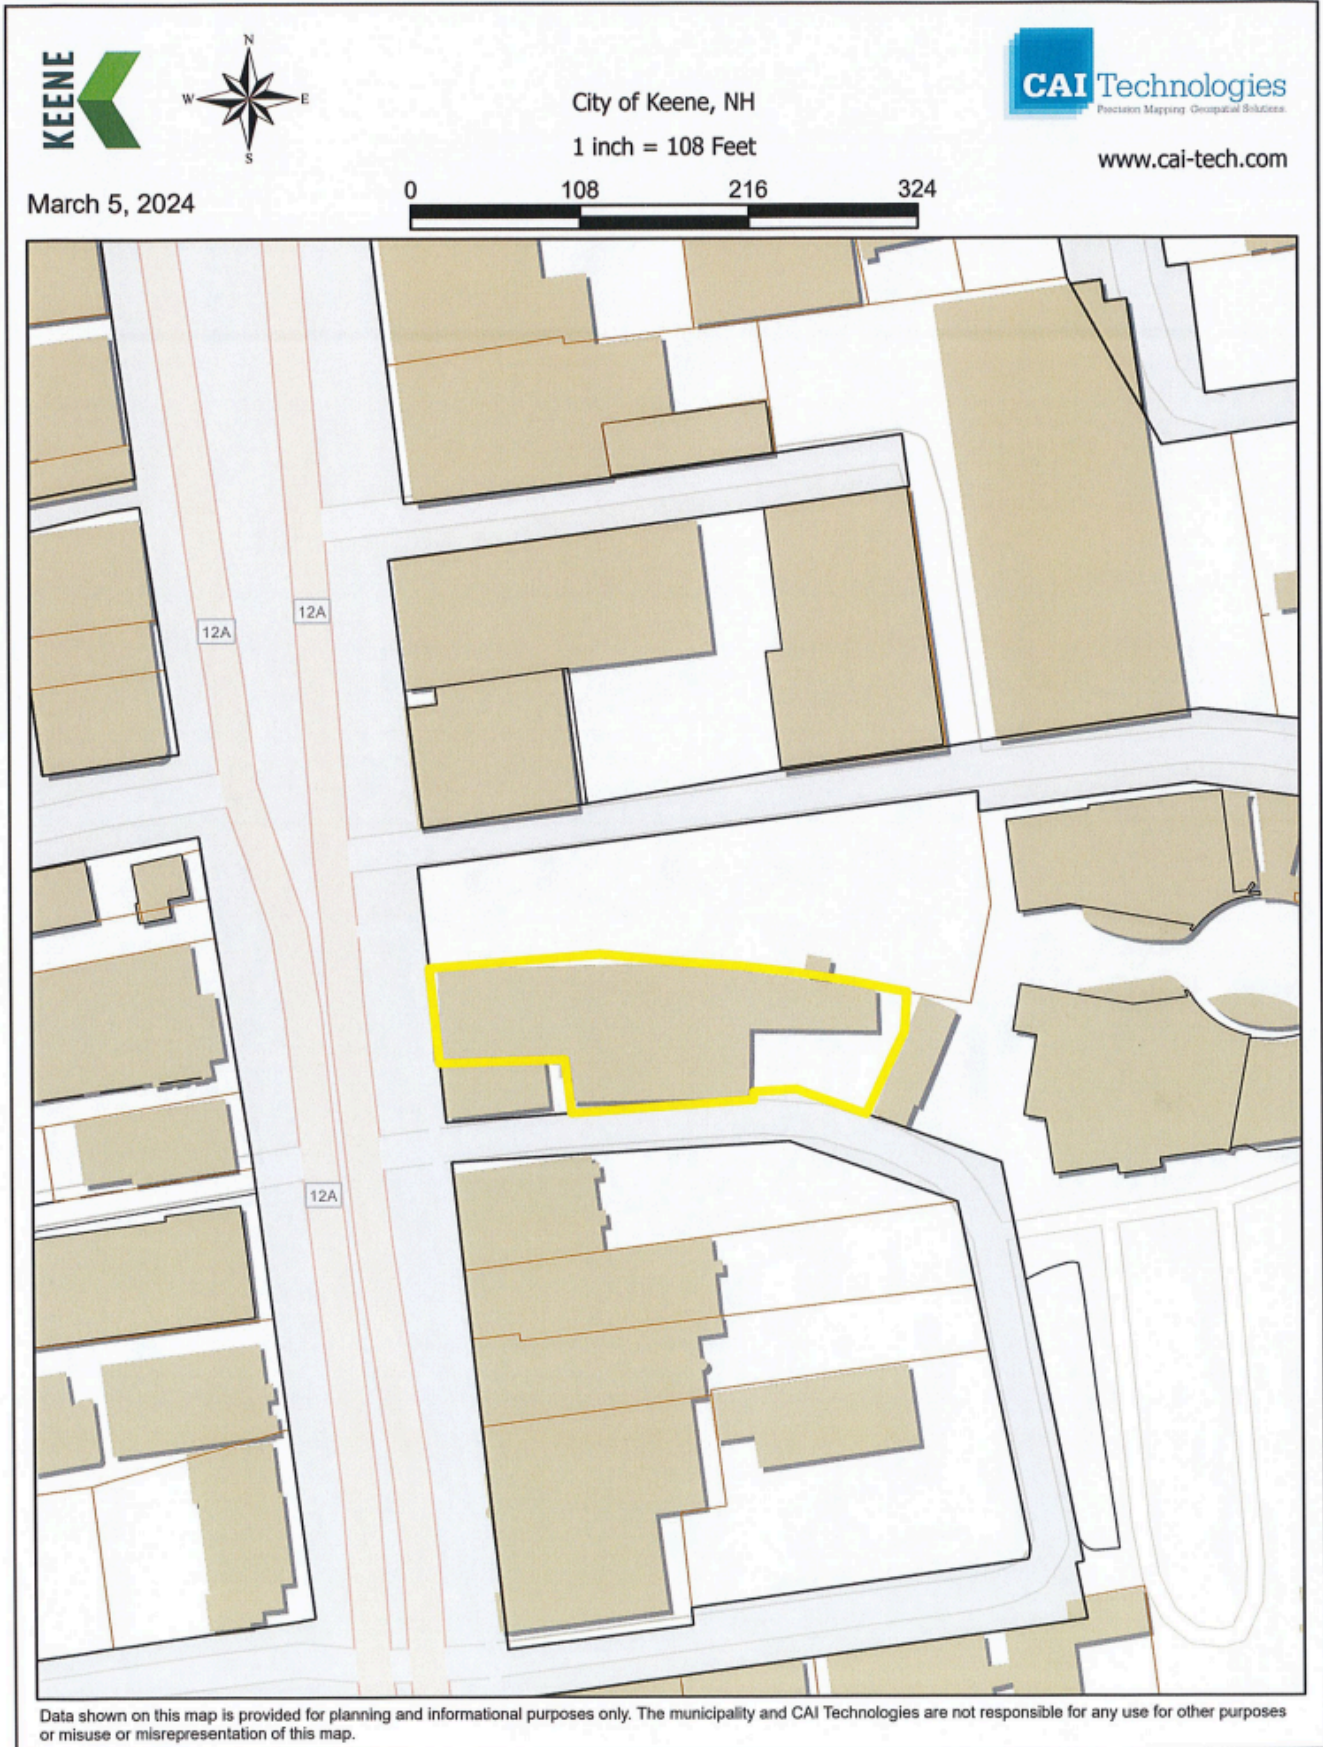 KEENE
N
W E
S
City of Keene, NH
1 inch = 108 Feet
CAI Technologies
Precision Mapping. Geospatial Solutions.
www.cai-tech.com
March 5, 2024
0 108 216 324
12A
12A
12A
Data shown on this map is provided for planning and informational purposes only. The municipality and CAI Technologies are not responsible for any use for other purposes
or misuse or misrepresentation of this map.